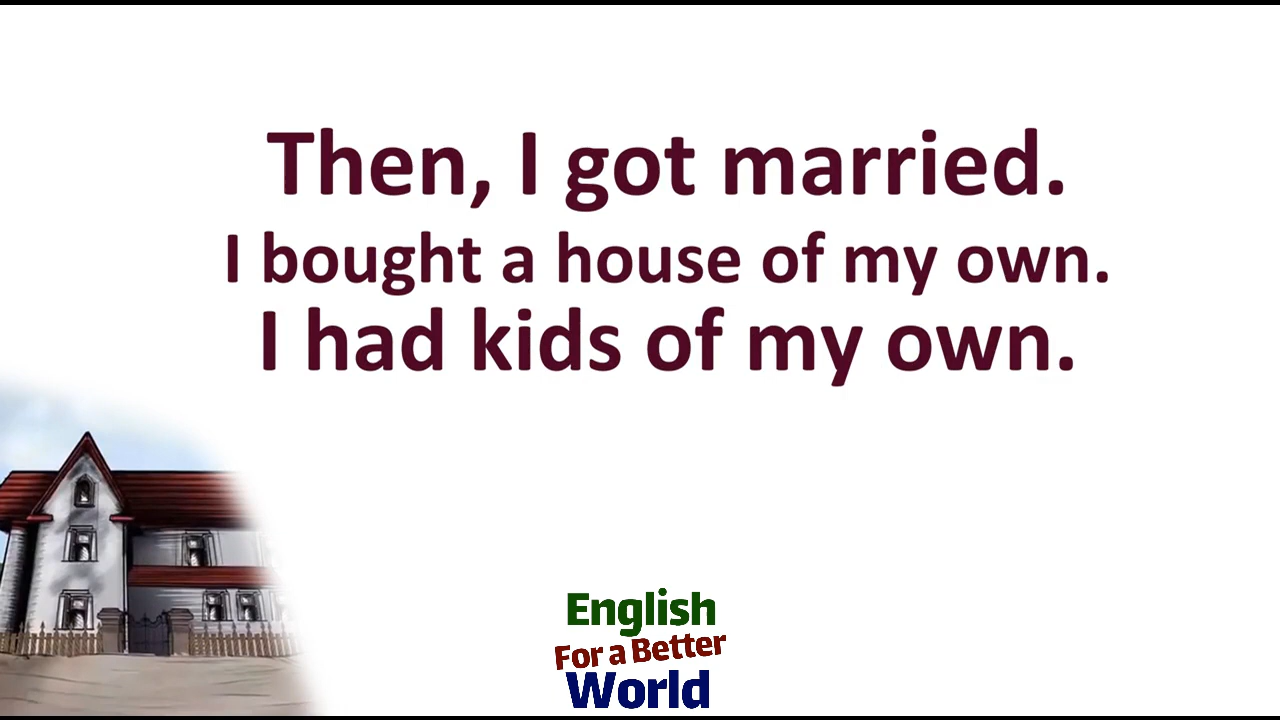 Then, I got married.
I bought a house of my own.
I had kids of my own.
English
For a Better
World